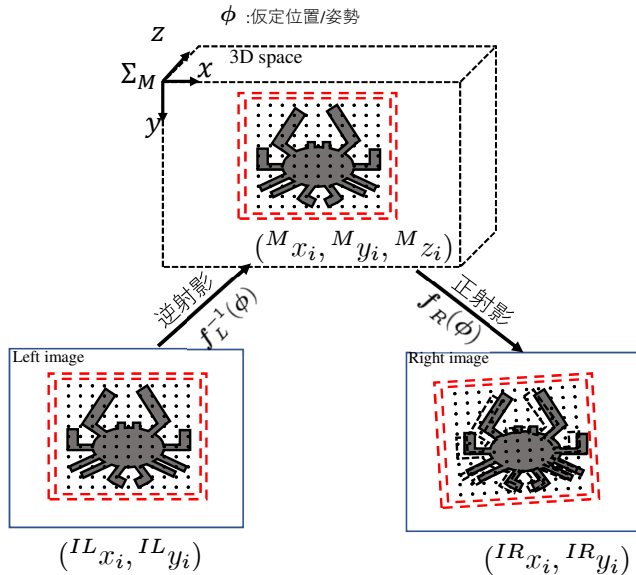 ϕ :仮定位置/姿勢
z
3D space
Σ_M
x
y
(^M x_i, ^M y_i, ^M z_i)
逆射影
f_L^{-1}(ϕ)
正射影
f_R(ϕ)
Left image
Right image
(^{IL} x_i, ^{IL} y_i)
(^{IR} x_i, ^{IR} y_i)